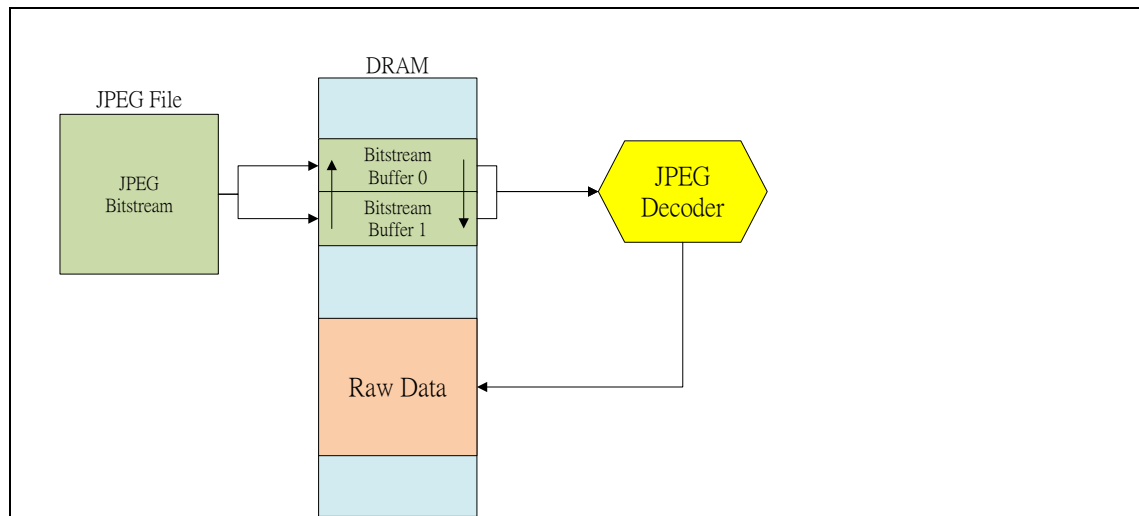 DRAM
JPEG File
JPEG
Bitstream
Bitstream
Buffer 0
Bitstream
Buffer 1
JPEG
Decoder
Raw Data